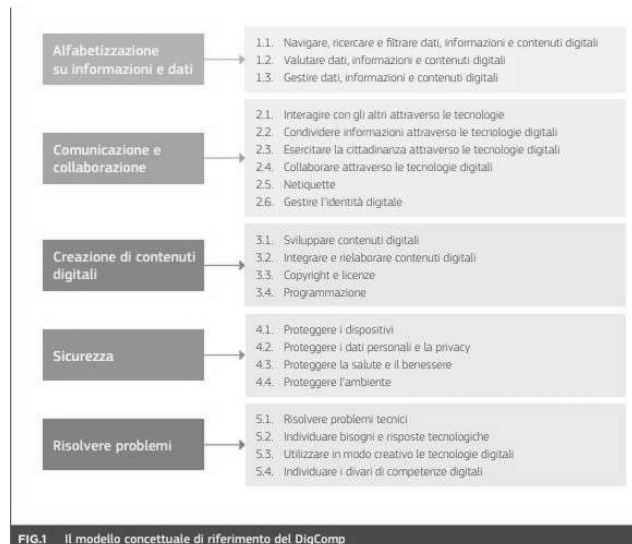 Alfabetizzazione
su informazioni e dati
1.1. Navigare, ricercare e filtrare dati, informazioni e contenuti digitali
1.2. Valutare dati, informazioni e contenuti digitali
1.3. Gestire dati, informazioni e contenuti digitali
Comunicazione e
collaborazione
2.1. Interagire con gli altri attraverso le tecnologie
2.2. Condividere informazioni attraverso le tecnologie digitali
2.3. Esercitare la cittadinanza attraverso le tecnologie digitali
2.4. Collaborare attraverso le tecnologie digitali
2.5. Netiquette
2.6. Gestire l'identità digitale
Creazione di contenuti
digitali
3.1. Sviluppare contenuti digitali
3.2. Integrare e rielaborare contenuti digitali
3.3. Copyright e licenze
3.4. Programmazione
Sicurezza
4.1. Proteggere i dispositivi
4.2. Proteggere i dati personali e la privacy
4.3. Proteggere la salute e il benessere
4.4. Proteggere l'ambiente
Risolvere problemi
5.1. Risolvere problemi tecnici
5.2. Individuare bisogni e risposte tecnologiche
5.3. Utilizzare in modo creativo le tecnologie digitali
5.4. Individuare i divari di competenze digitali
FIG.1 Il modello concettuale di riferimento del DigComp